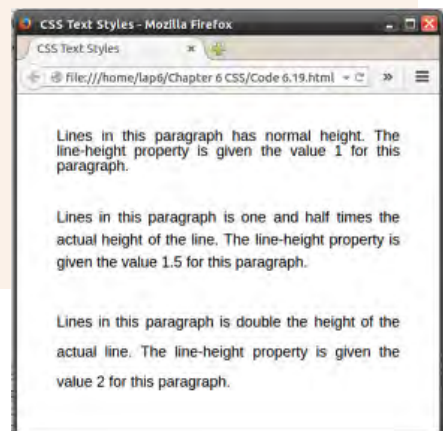 CSS Text Styles - Mozilla Firefox
CSS Text Styles
file:///home/lap6/Chapter 6 CSS/Code 6.19.html
Lines in this paragraph has normal height. The
line-height property is given the value 1 for this
paragraph.
Lines in this paragraph is one and half times the
actual height of the line. The line-height property is
given the value 1.5 for this paragraph.
Lines in this paragraph is double the height of the
actual line. The line-height property is given the
value 2 for this paragraph.